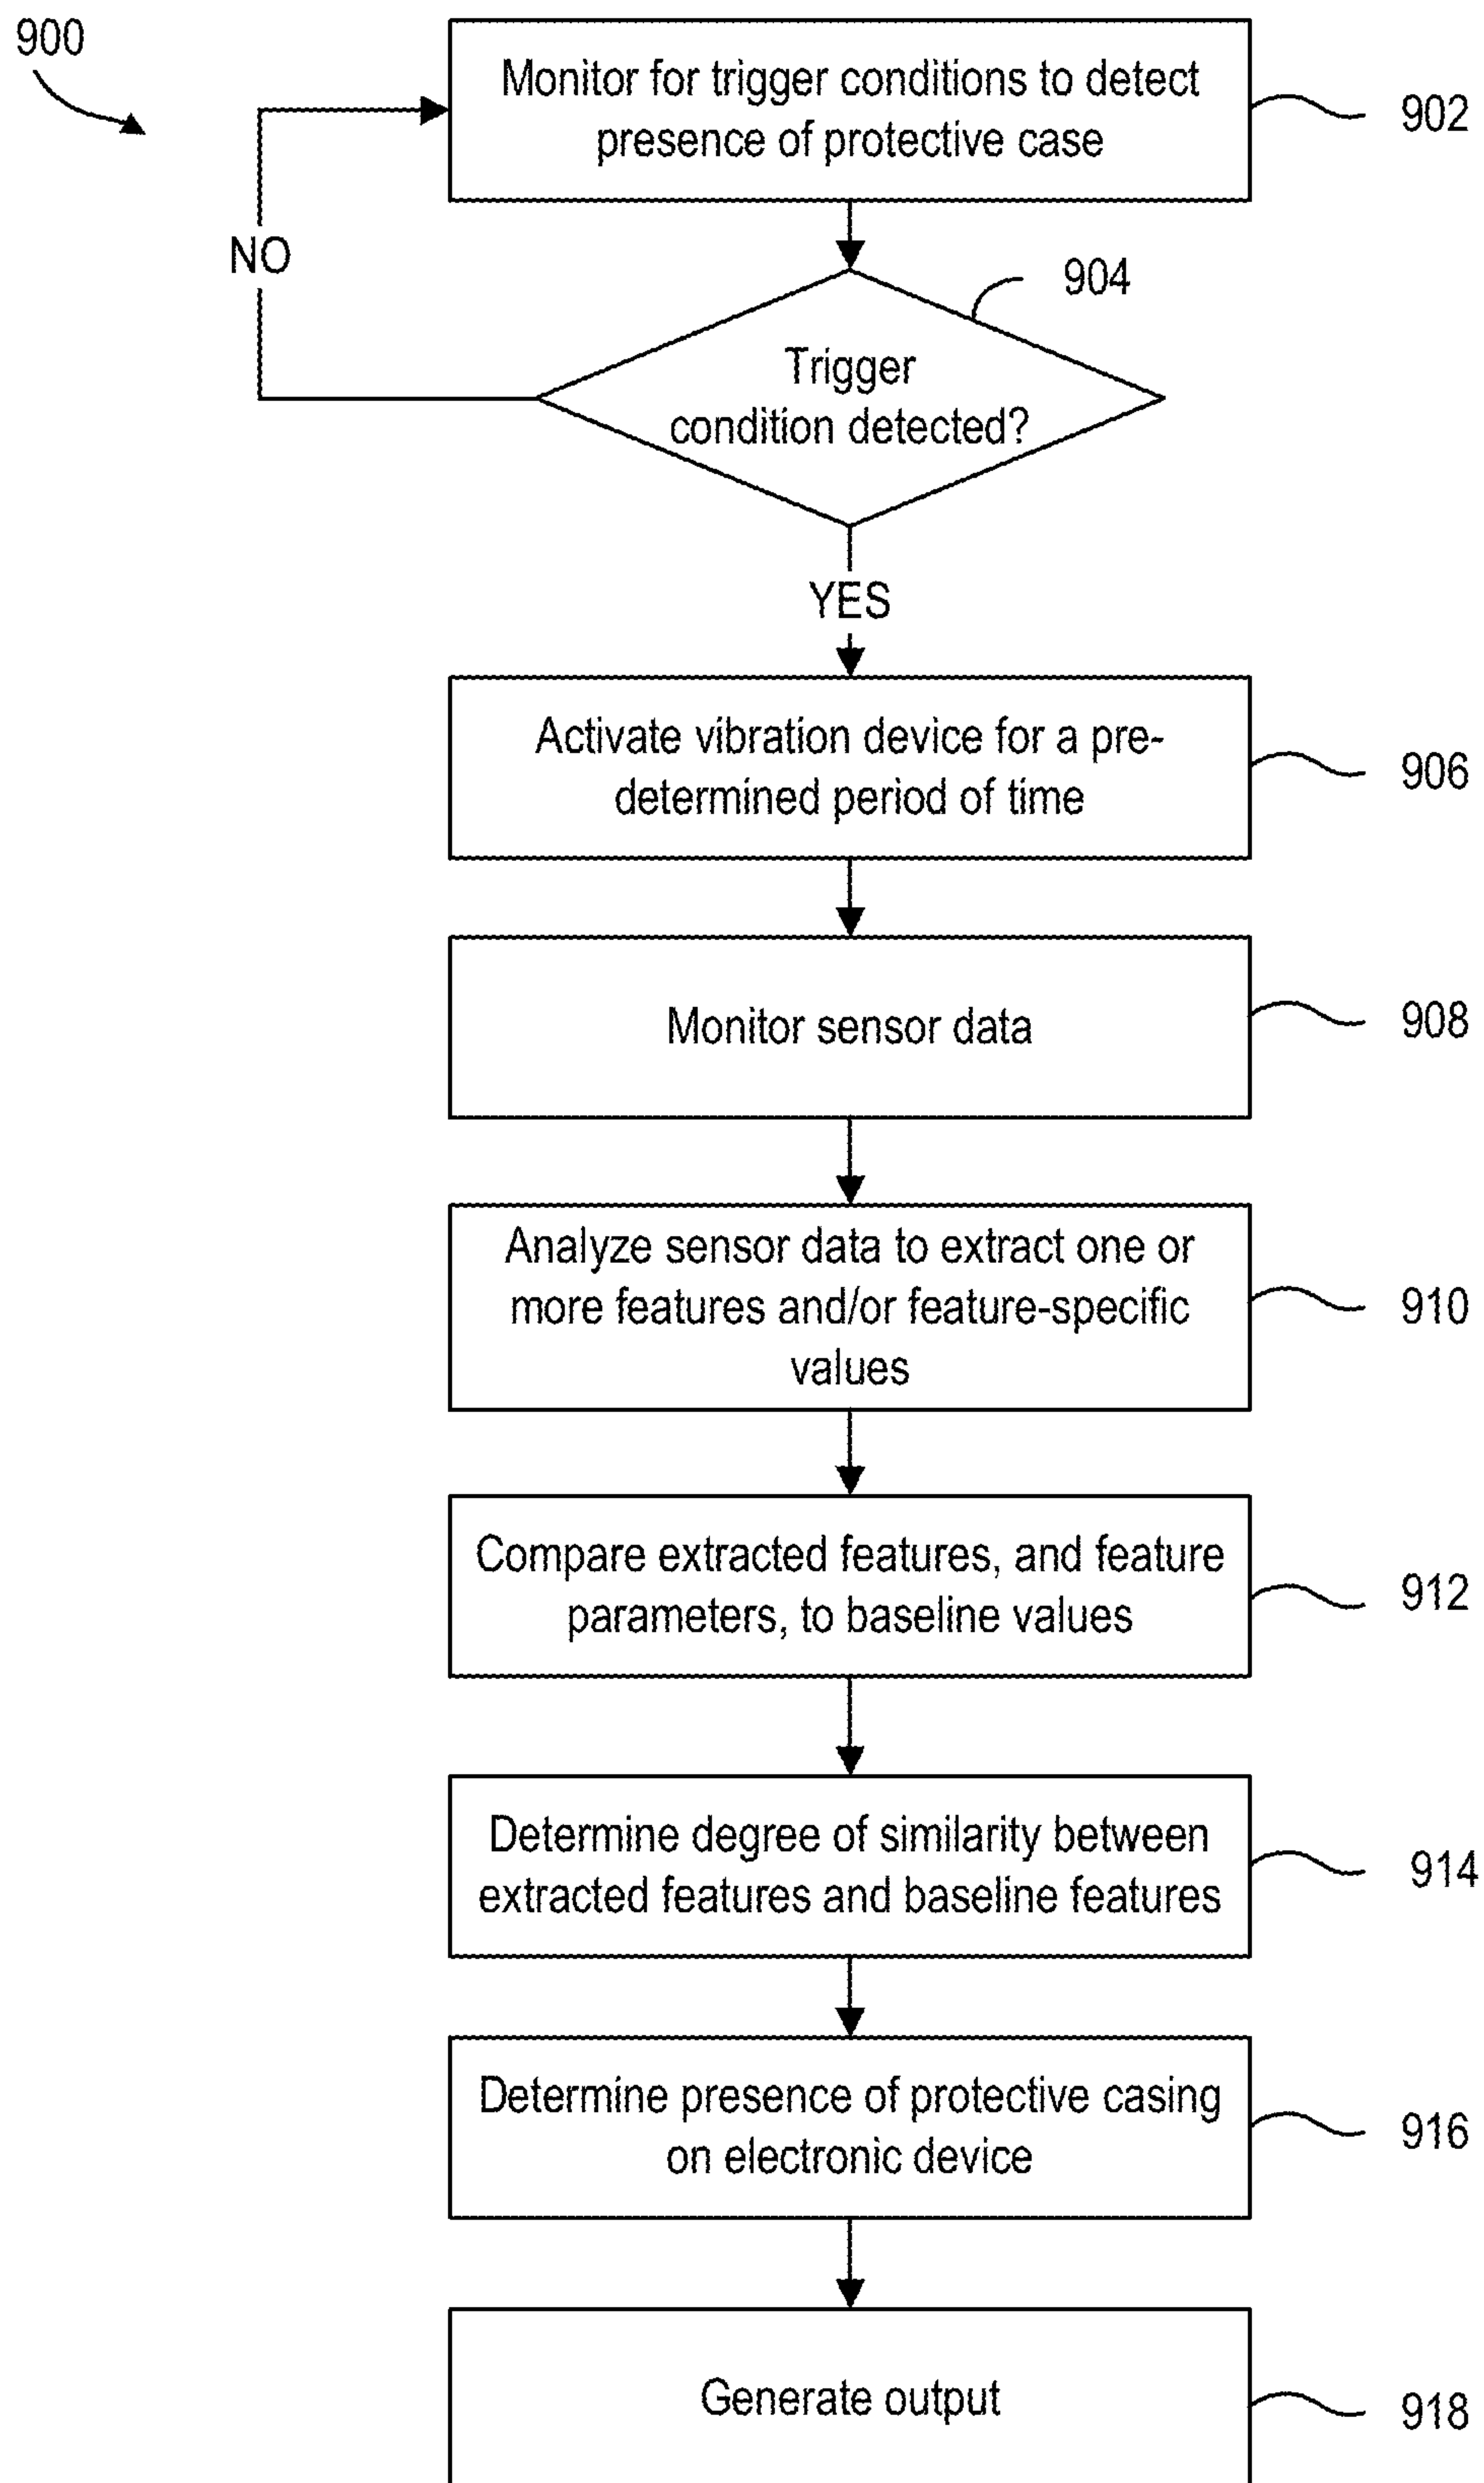 900
Monitor for trigger conditions to detect
presence of protective case
902
NO
904
Trigger
condition detected?
YES
Activate vibration device for a pre-
determined period of time
906
Monitor sensor data
908
Analyze sensor data to extract one or
more features and/or feature-specific
values
910
Compare extracted features, and feature
parameters, to baseline values
912
Determine degree of similarity between
extracted features and baseline features
914
Determine presence of protective casing
on electronic device
916
Generate output
918